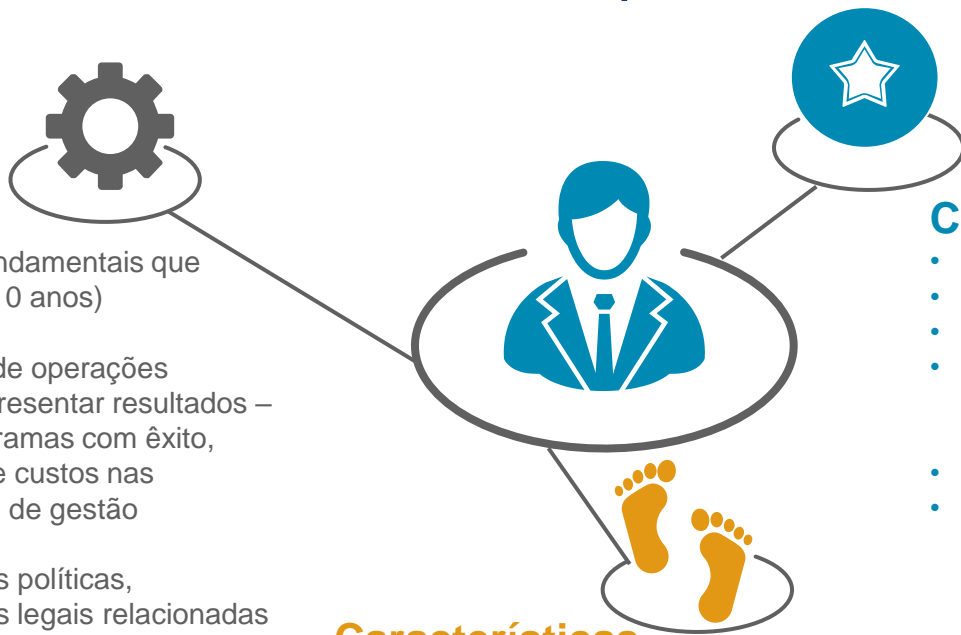 ndamentais que
0 anos)
de operações
resentar resultados –
ramas com êxito,
e custos nas
de gestão
s políticas,
s legais relacionadas
C
•
•
•
•
•
•
Características